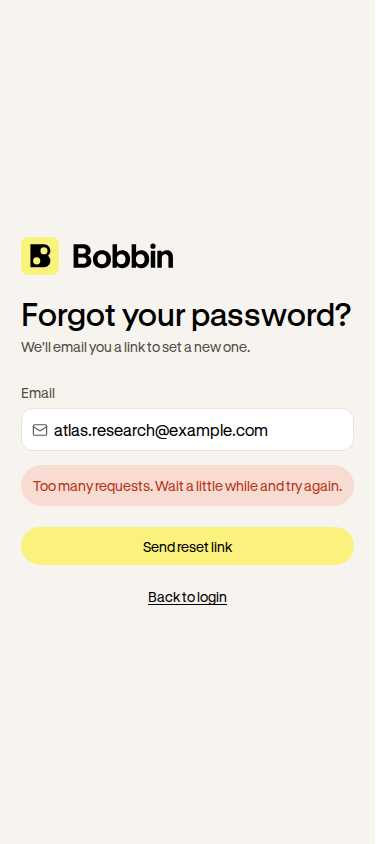 Bobbin
Forgot your password?
We'll email you a link to set a new one.
Email
atlas.research@example.com
Too many requests. Wait a little while and try again.
Send reset link
Back to login